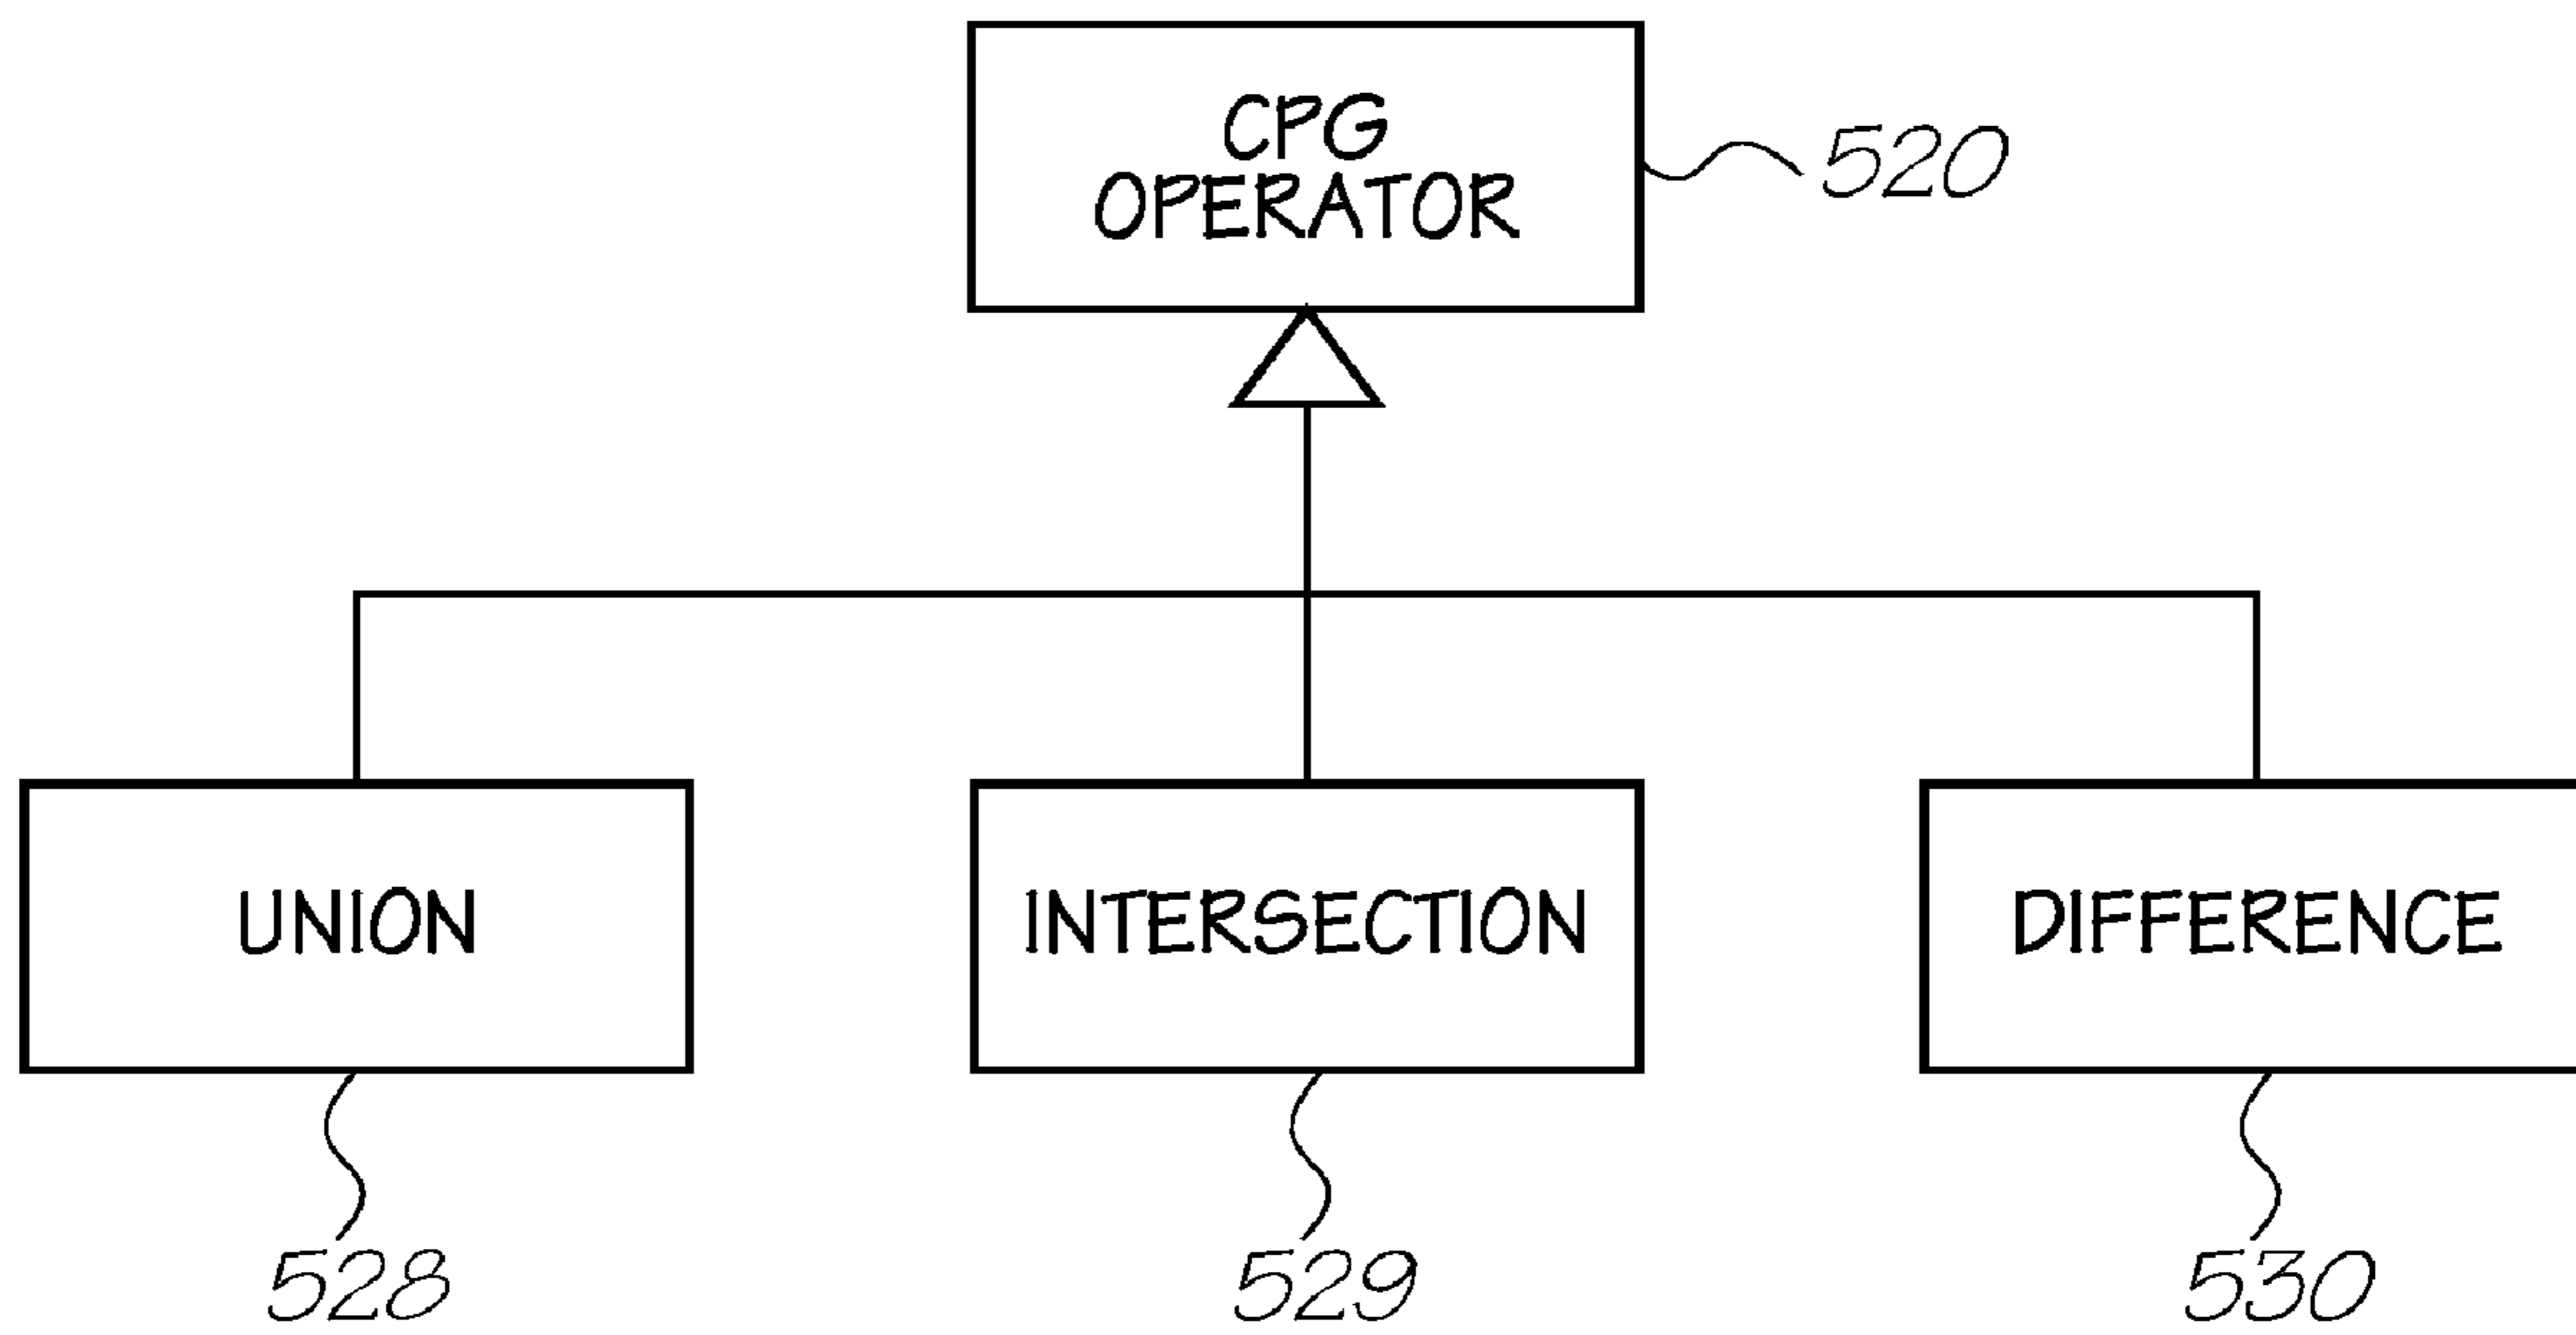 CPG
OPERATOR
520
UNION
INTERSECTION
DIFFERENCE
528
529
530